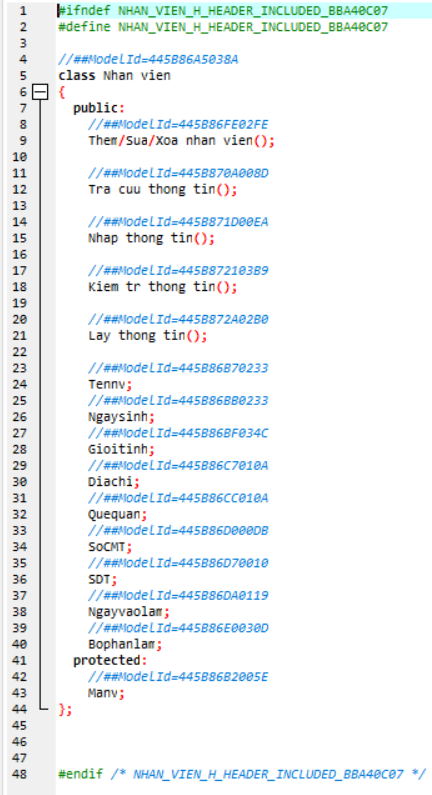 1 #ifndef NHAN_VIEN_H_HEADER_INCLUDED_BBA40C07
2 #define NHAN_VIEN_H_HEADER_INCLUDED_BBA40C07
3
4 //##ModelId=445B86A5038A
5 class Nhan vien
6 {
7 public:
8 //##ModelId=445B86FE02FE
9 Them/Sua/Xoa nhan vien();
10
11 //##ModelId=445B870A008D
12 Tra cuu thong tin();
13
14 //##ModelId=445B871D00EA
15 Nhap thong tin();
16
17 //##ModelId=445B872103B9
18 Kiem tr thong tin();
19
20 //##ModelId=445B872A02B0
21 Lay thong tin();
22
23 //##ModelId=445B86B70233
24 Tennv;
25 //##ModelId=445B86BB0233
26 Ngaysinh;
27 //##ModelId=445B86BF034C
28 Gioitinh;
29 //##ModelId=445B86C7010A
30 Diachi;
31 //##ModelId=445B86CC010A
32 Quequan;
33 //##ModelId=445B86D000DB
34 SoCMT;
35 //##ModelId=445B86D70010
36 SDT;
37 //##ModelId=445B86DA0119
38 Ngayvaolam;
39 //##ModelId=445B86E0030D
40 Bophanlam;
41 protected:
42 //##ModelId=445B86B2005E
43 Manv;
44 };
45
46
47
48 #endif /* NHAN_VIEN_H_HEADER_INCLUDED_BBA40C07 */